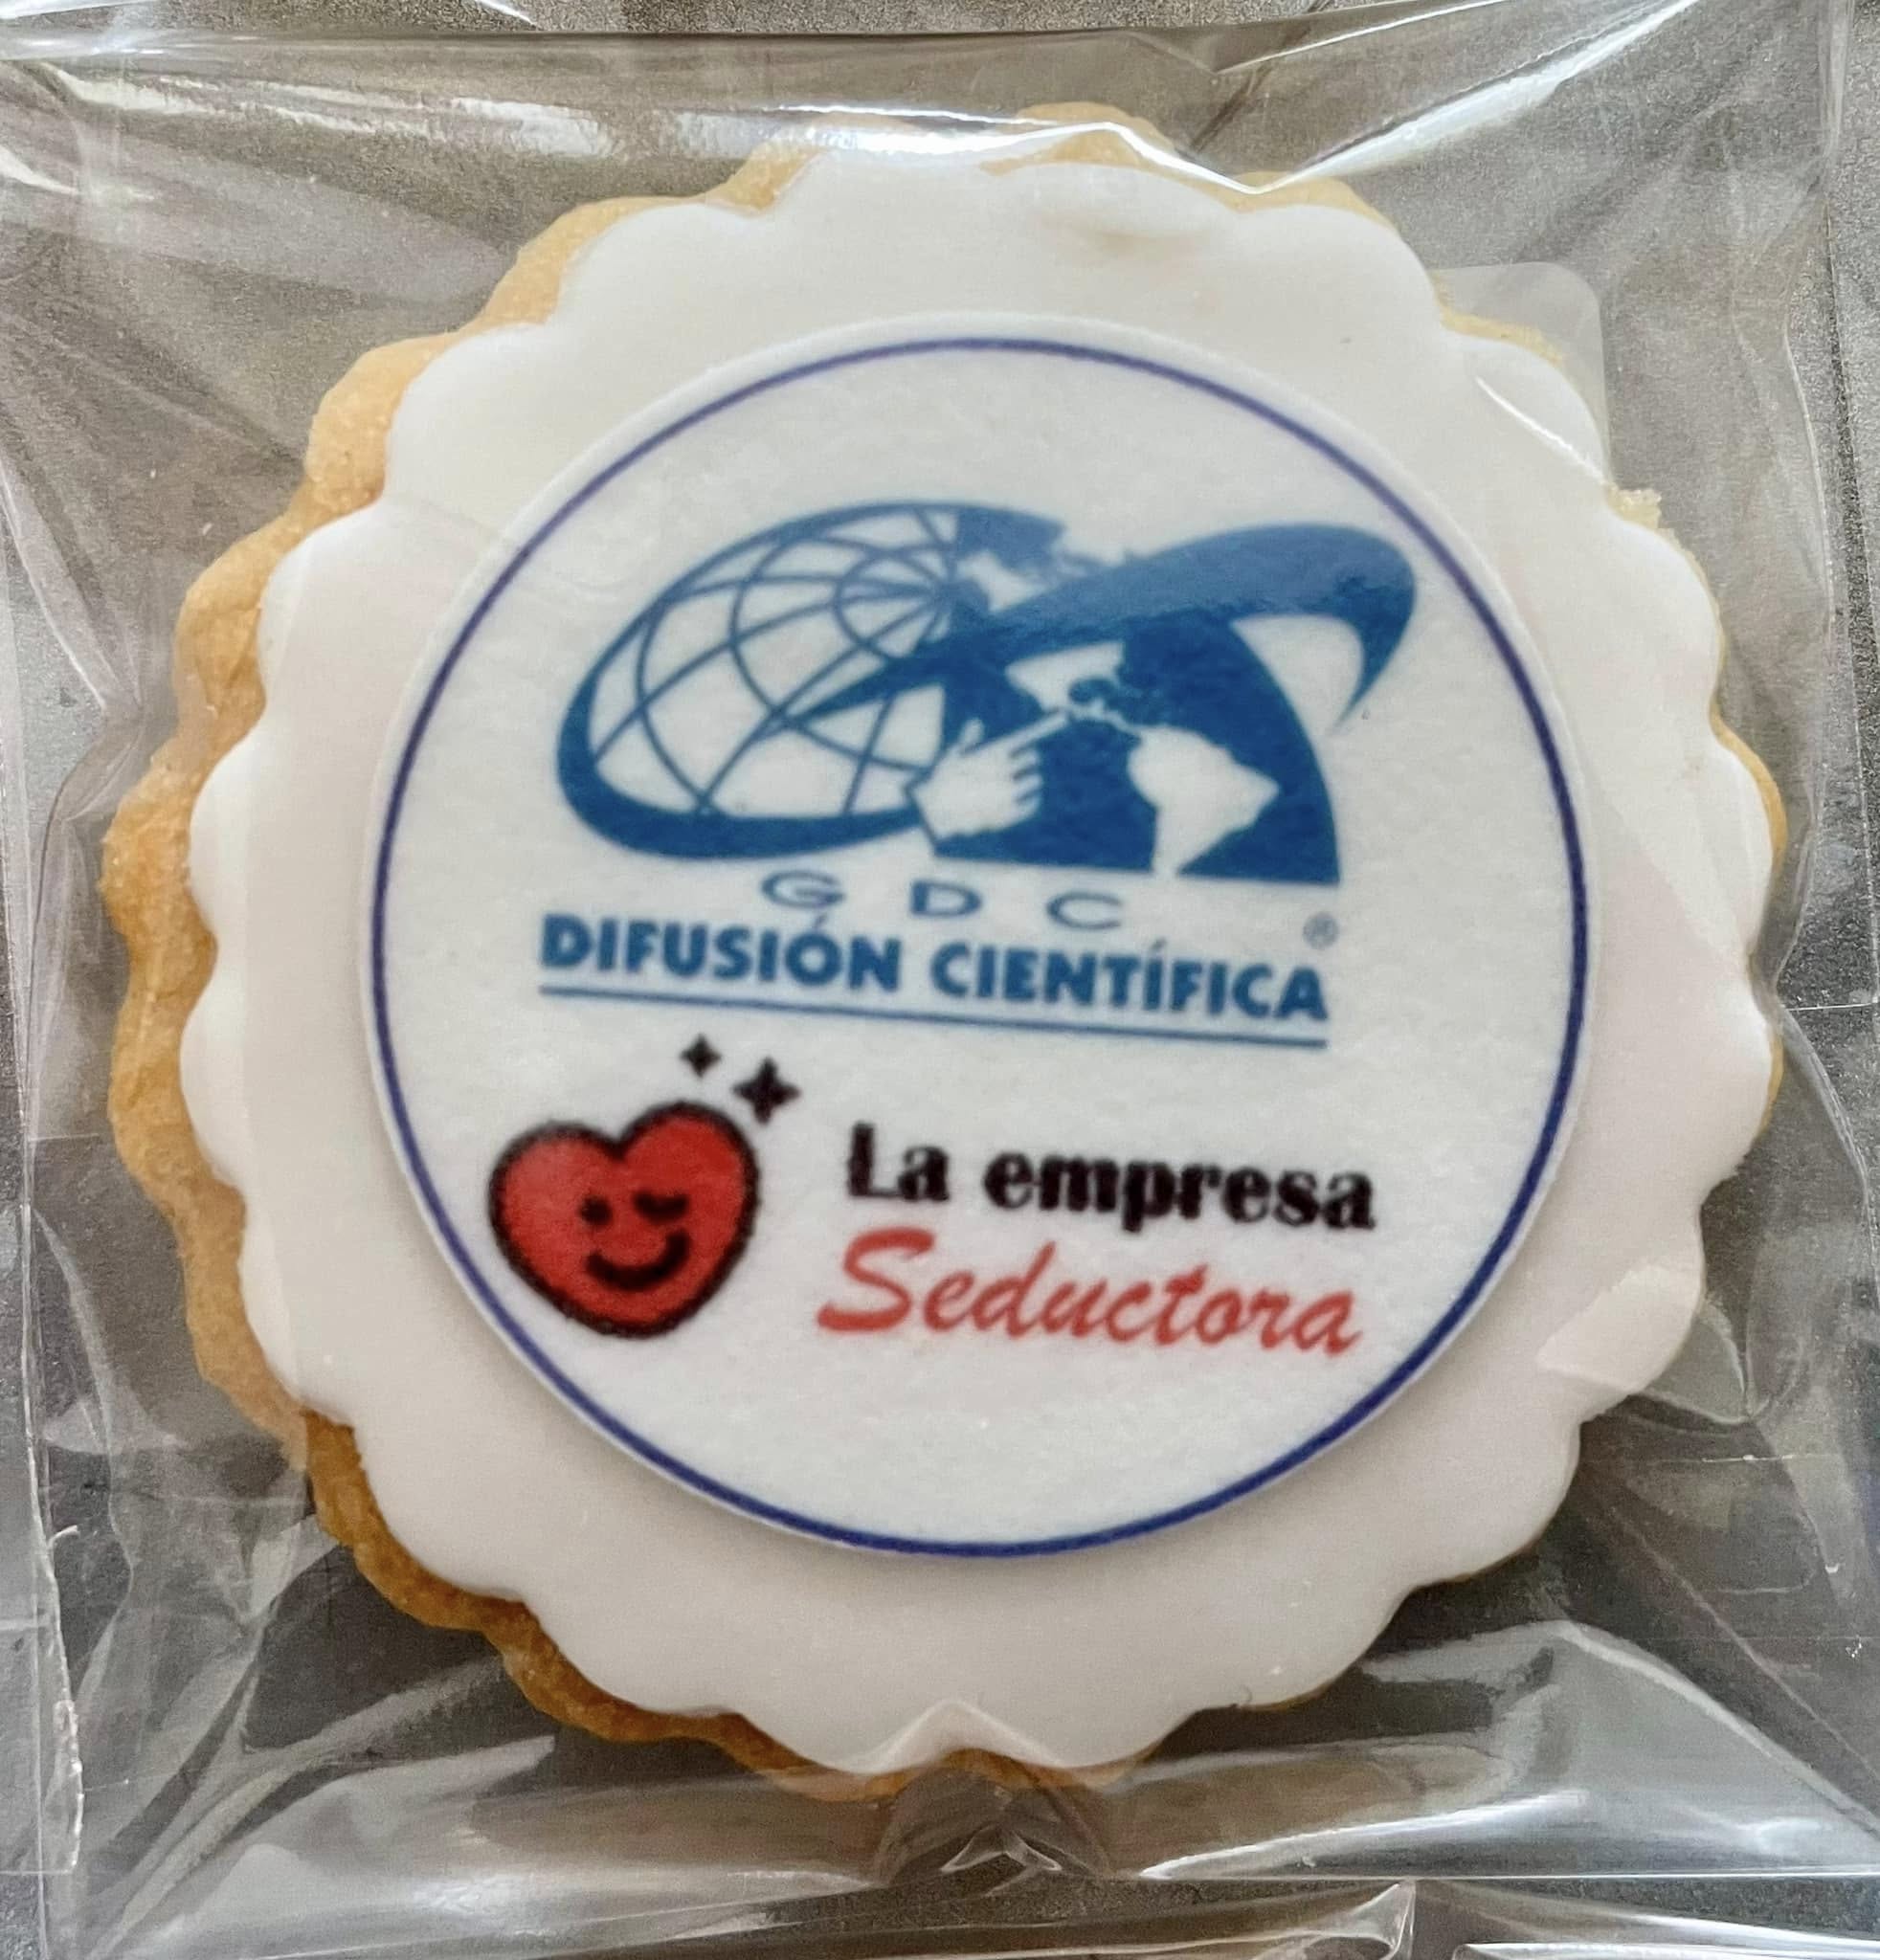 GDC
DIFUSIÓN CIENTÍFICA
®
La empresa
Seductora